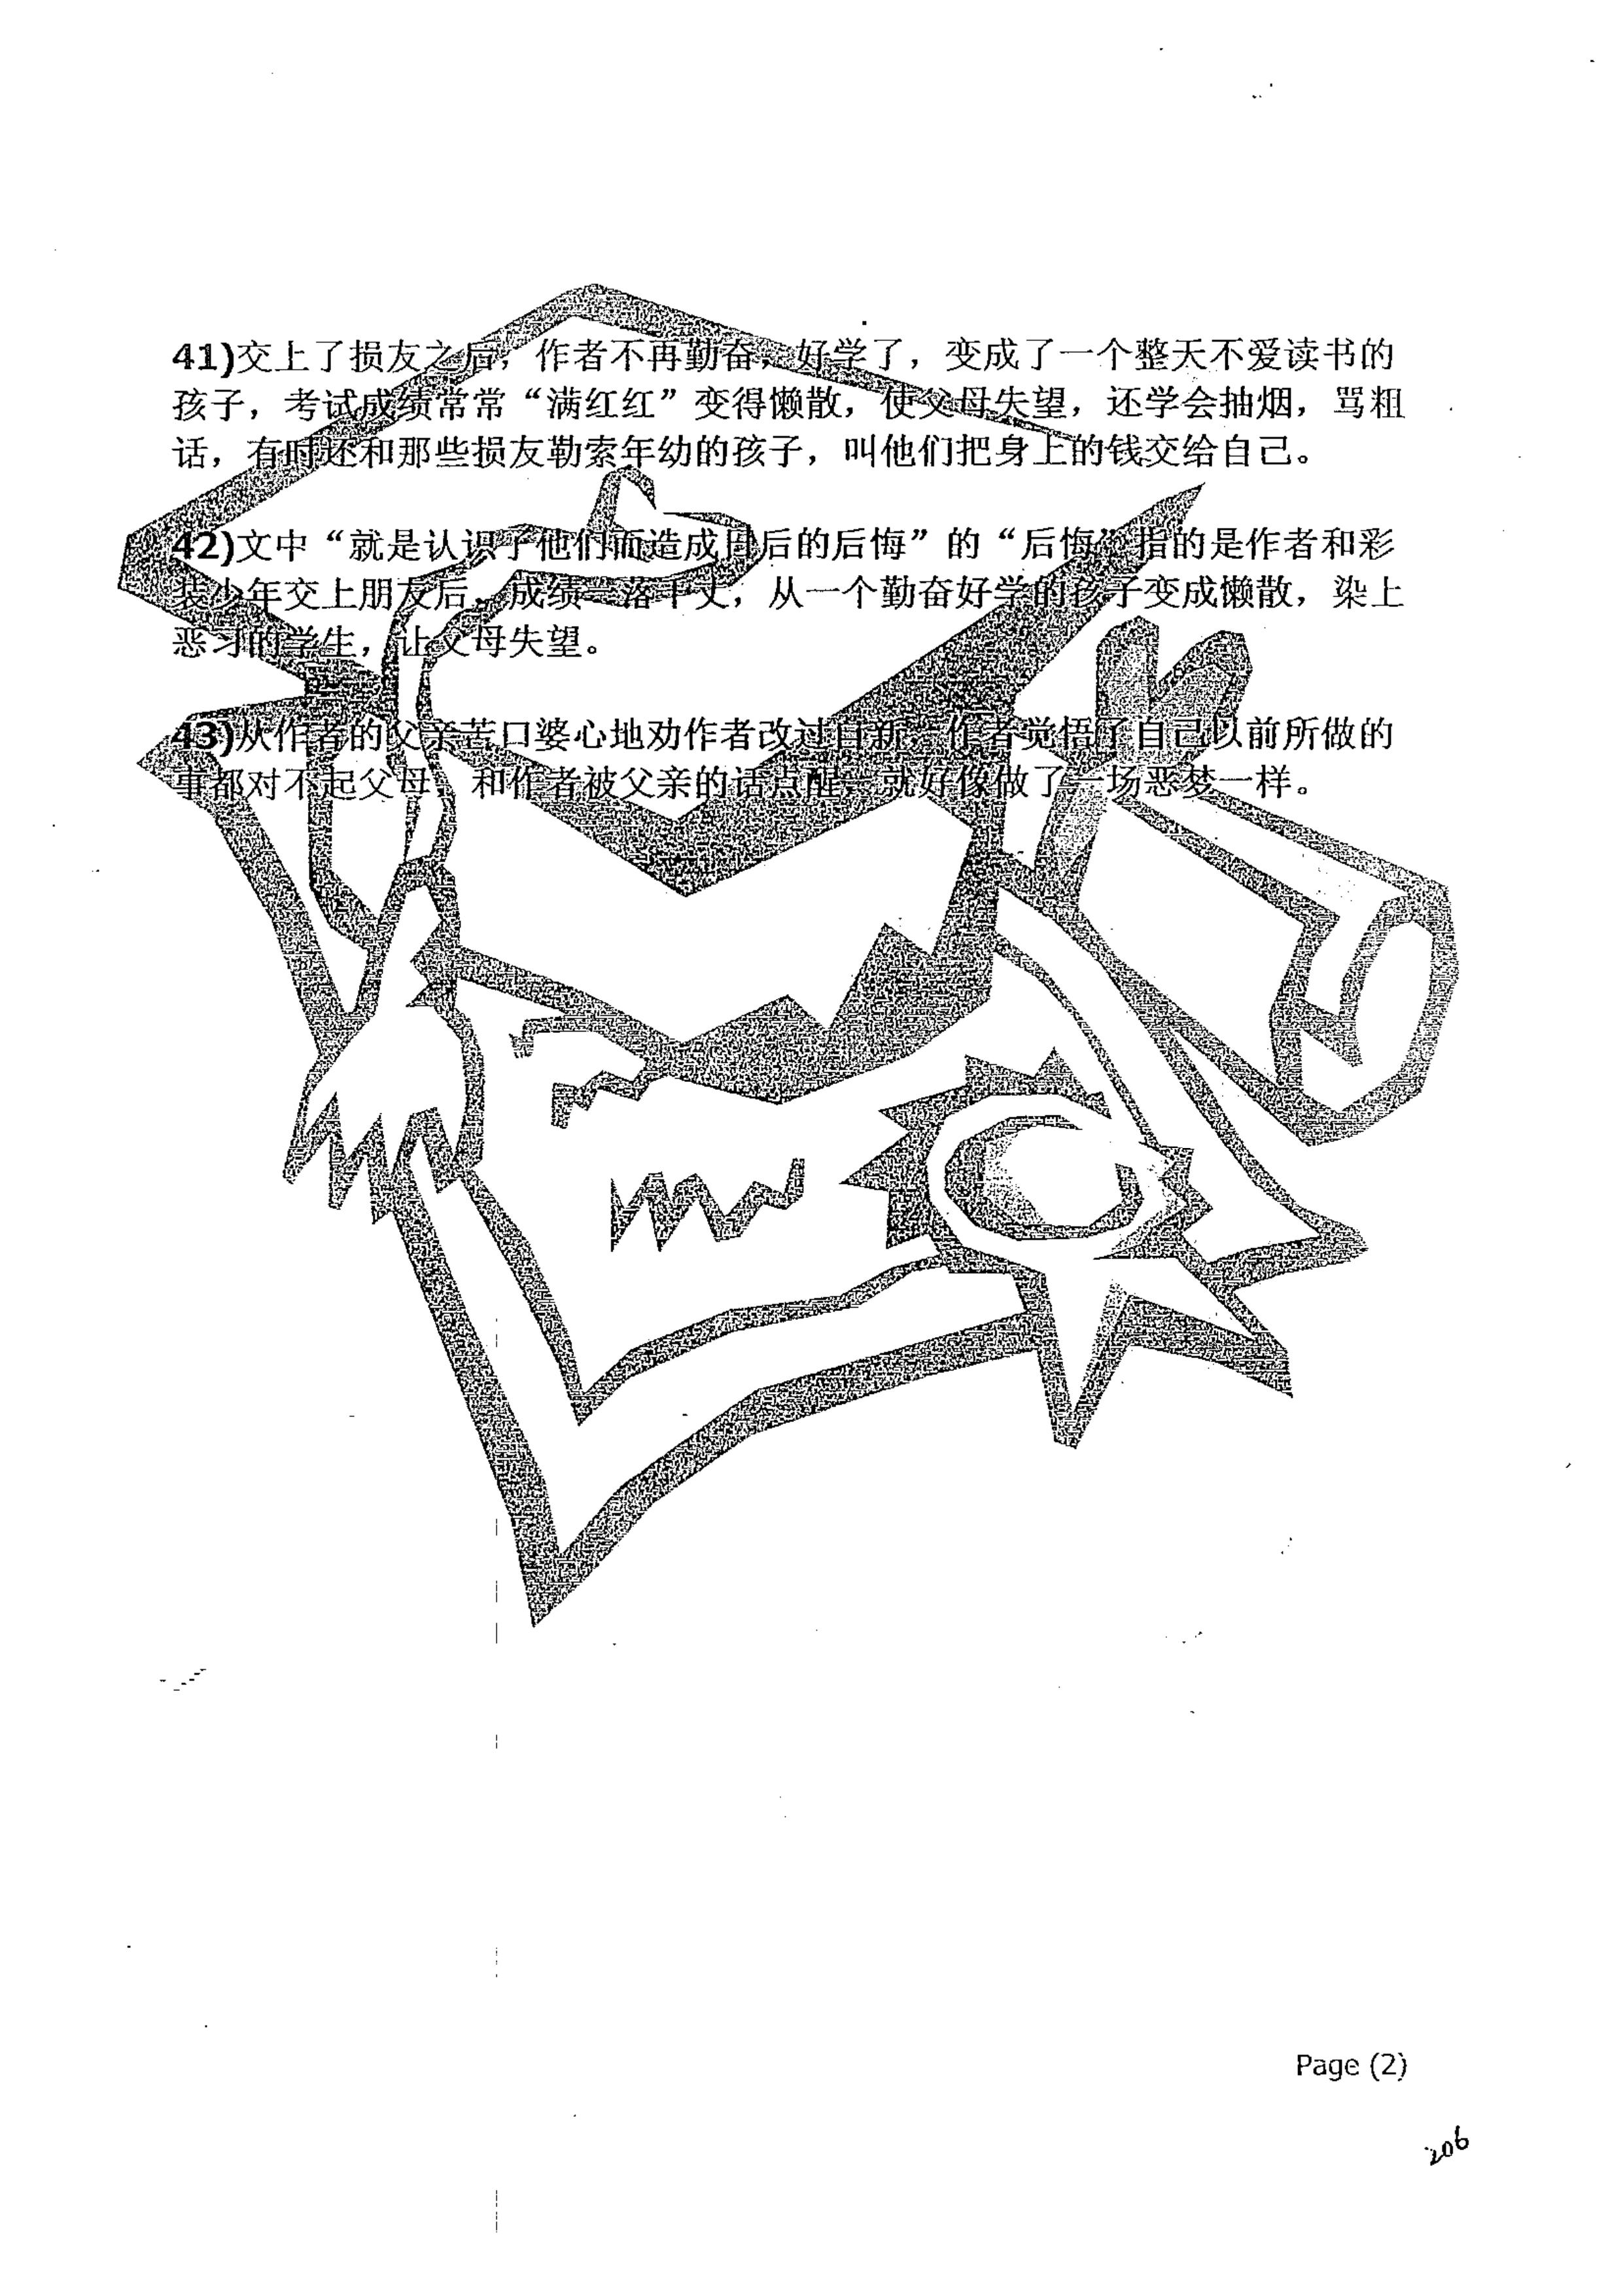 41)交上了损友之后，作者不再勤奋，好学了，变成了一个整天不爱读书的
孩子，考试成绩常常“满红红”变得懒散，使父母失望，还学会抽烟，骂粗
话，有时还和那些损友勒索年幼的孩子，叫他们把身上的钱交给自己。
42)文中“就是认识了他们而造成日后的后悔”的“后悔”指的是作者和彩
装少年交上朋友后，成绩一落千丈，从一个勤奋好学的孩子变成懒散，染上
恶习的学生，让父母失望。
43)从作者的父亲苦口婆心地劝作者改过自新，作者觉悟了自己以前所做的
事都对不起父母，和作者被父亲的话点醒，就好像做了一场恶梦一样。
Page (2)
206